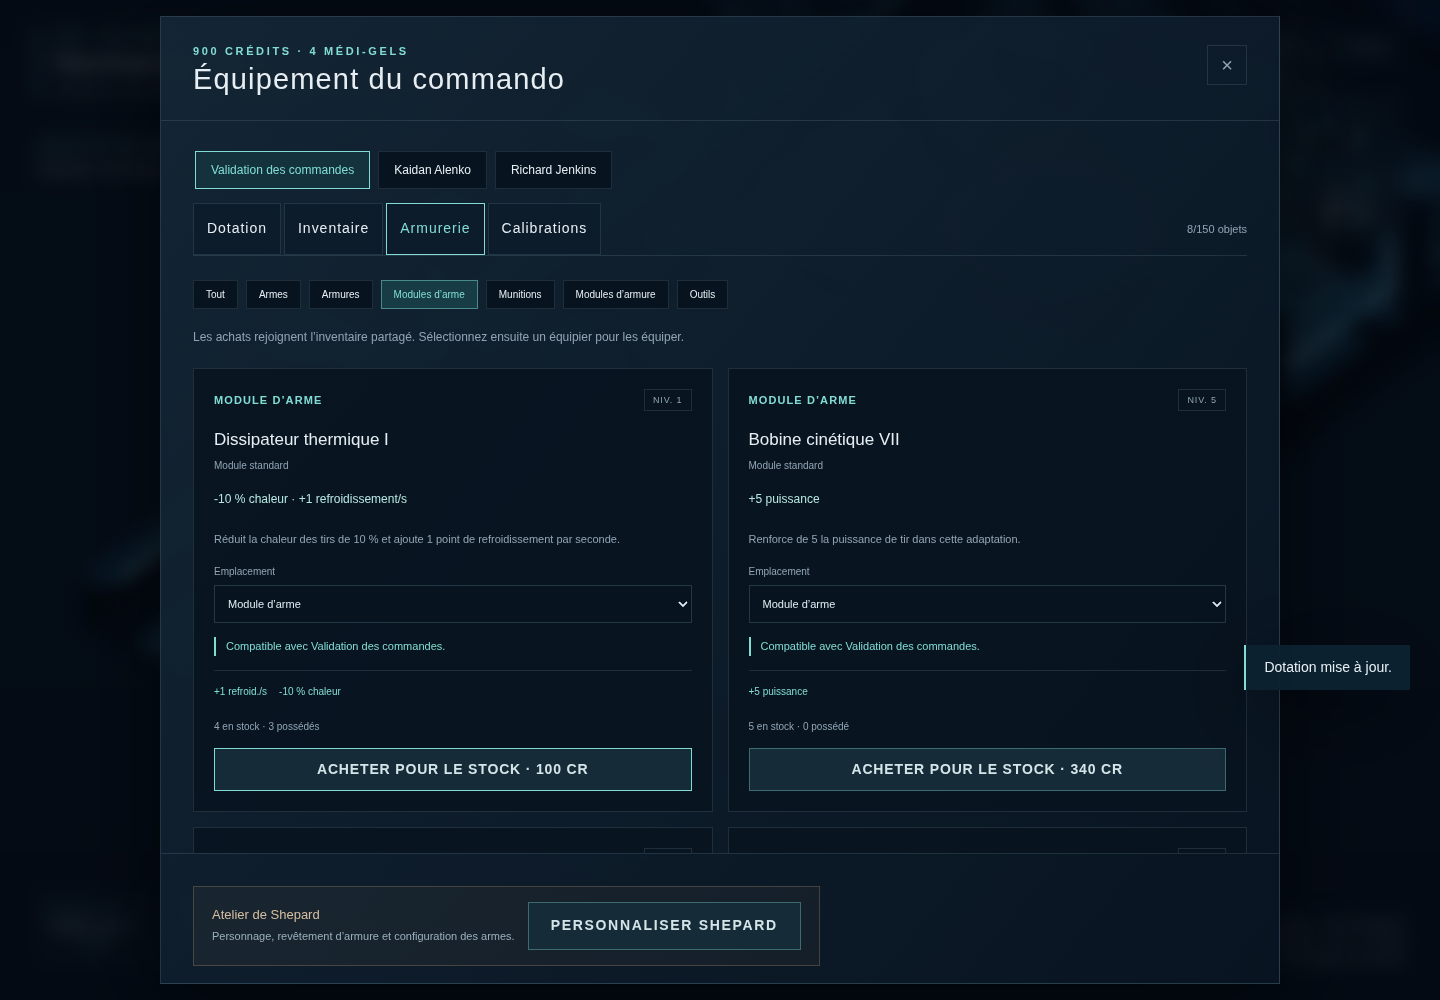 900 CRÉDITS · 4 MÉDI-GELS
Équipement du commando
×
Validation des commandes
Kaidan Alenko
Richard Jenkins
Dotation
Inventaire
Armurerie
Calibrations
8/150 objets
Tout
Armes
Armures
Modules d’arme
Munitions
Modules d’armure
Outils
Les achats rejoignent l’inventaire partagé. Sélectionnez ensuite un équipier pour les équiper.
MODULE D’ARME
NIV. 1
Dissipateur thermique I
Module standard
-10 % chaleur · +1 refroidissement/s
Réduit la chaleur des tirs de 10 % et ajoute 1 point de refroidissement par seconde.
Emplacement
Module d’arme
Compatible avec Validation des commandes.
+1 refroid./s -10 % chaleur
4 en stock · 3 possédés
ACHETER POUR LE STOCK · 100 CR
MODULE D’ARME
NIV. 5
Bobine cinétique VII
Module standard
+5 puissance
Renforce de 5 la puissance de tir dans cette adaptation.
Emplacement
Module d’arme
Compatible avec Validation des commandes.
+5 puissance
5 en stock · 0 possédé
ACHETER POUR LE STOCK · 340 CR
Dotation mise à jour.
Atelier de Shepard
Personnage, revêtement d’armure et configuration des armes.
PERSONNALISER SHEPARD